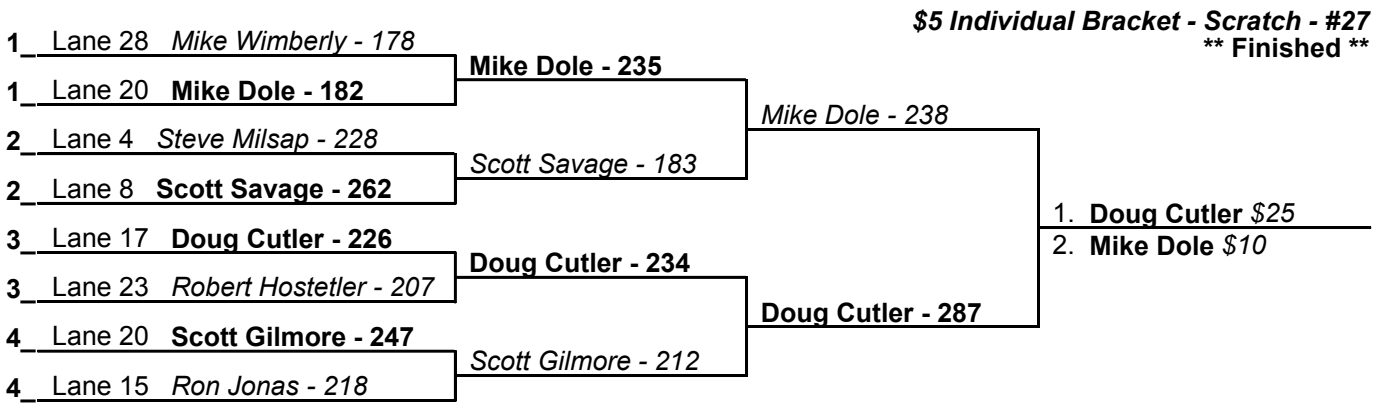 $5 Individual Bracket - Scratch - #27
** Finished **
1_ Lane 28 Mike Wimberly - 178
1_ Lane 20 Mike Dole - 182
2_ Lane 4 Steve Milsap - 228
2_ Lane 8 Scott Savage - 262
3_ Lane 17 Doug Cutler - 226
3_ Lane 23 Robert Hostetler - 207
4_ Lane 20 Scott Gilmore - 247
4_ Lane 15 Ron Jonas - 218
Mike Dole - 235
Scott Savage - 183
Doug Cutler - 234
Scott Gilmore - 212
Mike Dole - 238
Doug Cutler - 287
1. Doug Cutler $25
2. Mike Dole $10